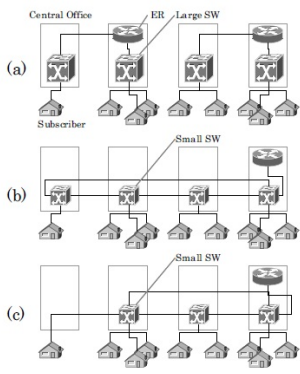 Central Office ER Large SW
(a)
Subscriber
Small SW
(b)
Small SW
(c)